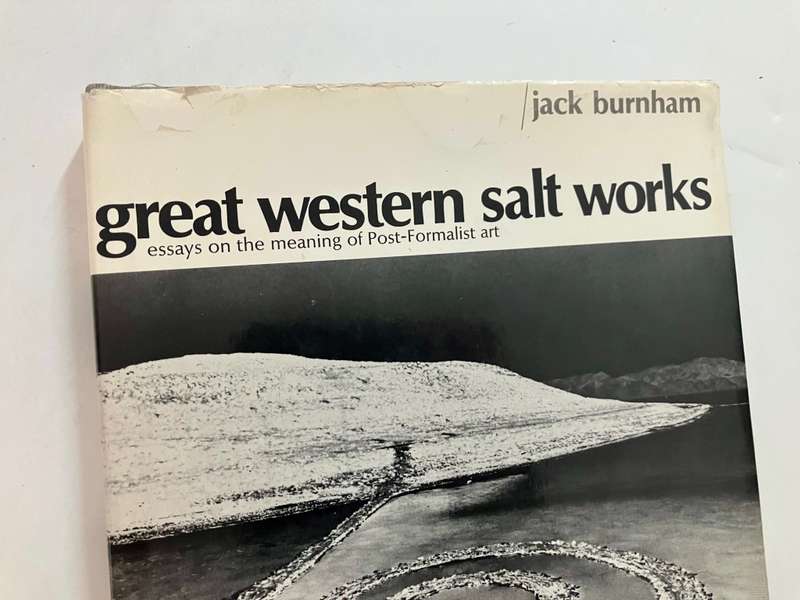 /jack burnham
great western salt works
essays on the meaning of Post-Formalist art